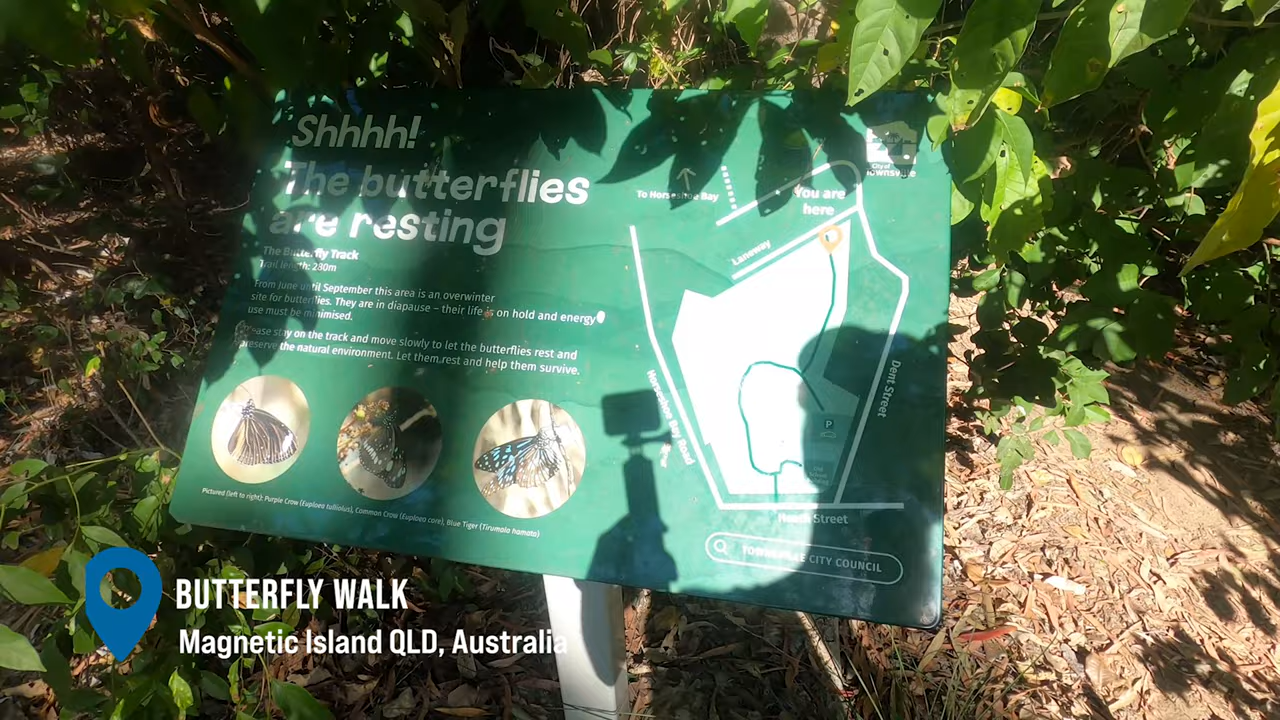 Shhhh!
The butterflies
are resting
The Butterfly Track
Trail length: 230m
From June until September this area is an overwinter
site for butterflies. They are in diapause – their life is on hold and energy
use must be minimised.
Please stay on the track and move slowly to let the butterflies rest and
preserve the natural environment. Let them rest and help them survive.
Pictured (left to right): Purple Crow (Euploea tulliolus), Common Crow (Euploea core), Blue Tiger (Tirumala hamata)
City of
Townsville
To Horseshoe Bay
You are
here
Laneway
Dent Street
Horseshoe Bay Road
P
Street
TOWNSVILLE CITY COUNCIL
BUTTERFLY WALK
Magnetic Island QLD, Australia